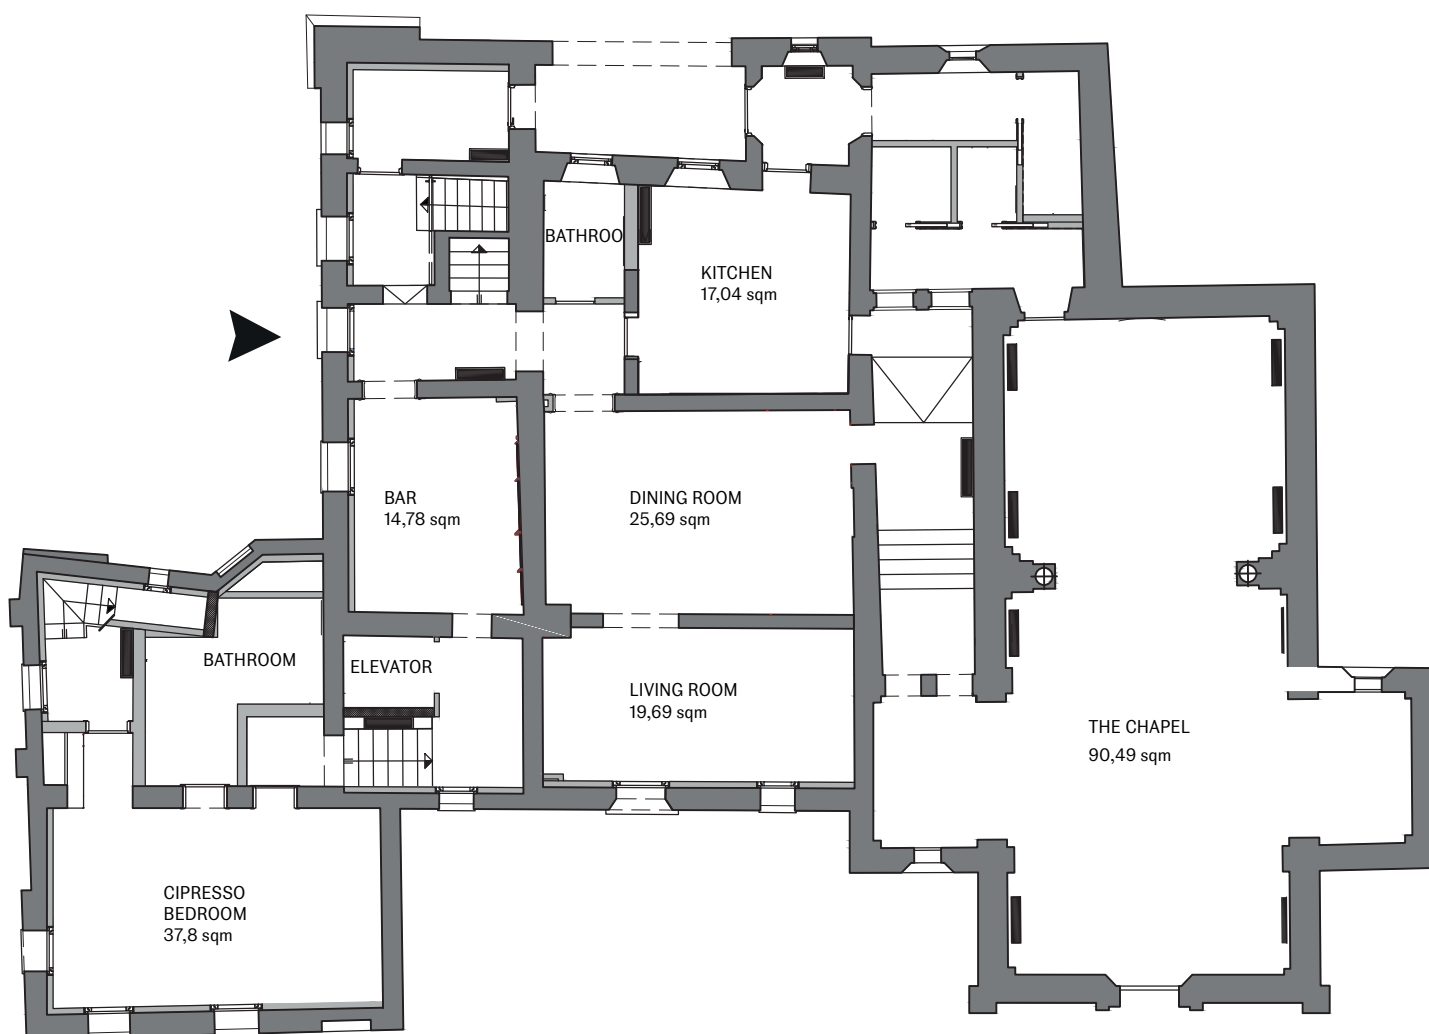 BATHROO
KITCHEN
17,04 sqm
BAR
14,78 sqm
DINING ROOM
25,69 sqm
BATHROOM
ELEVATOR
LIVING ROOM
19,69 sqm
THE CHAPEL
90,49 sqm
CIPRESSO
BEDROOM
37,8 sqm